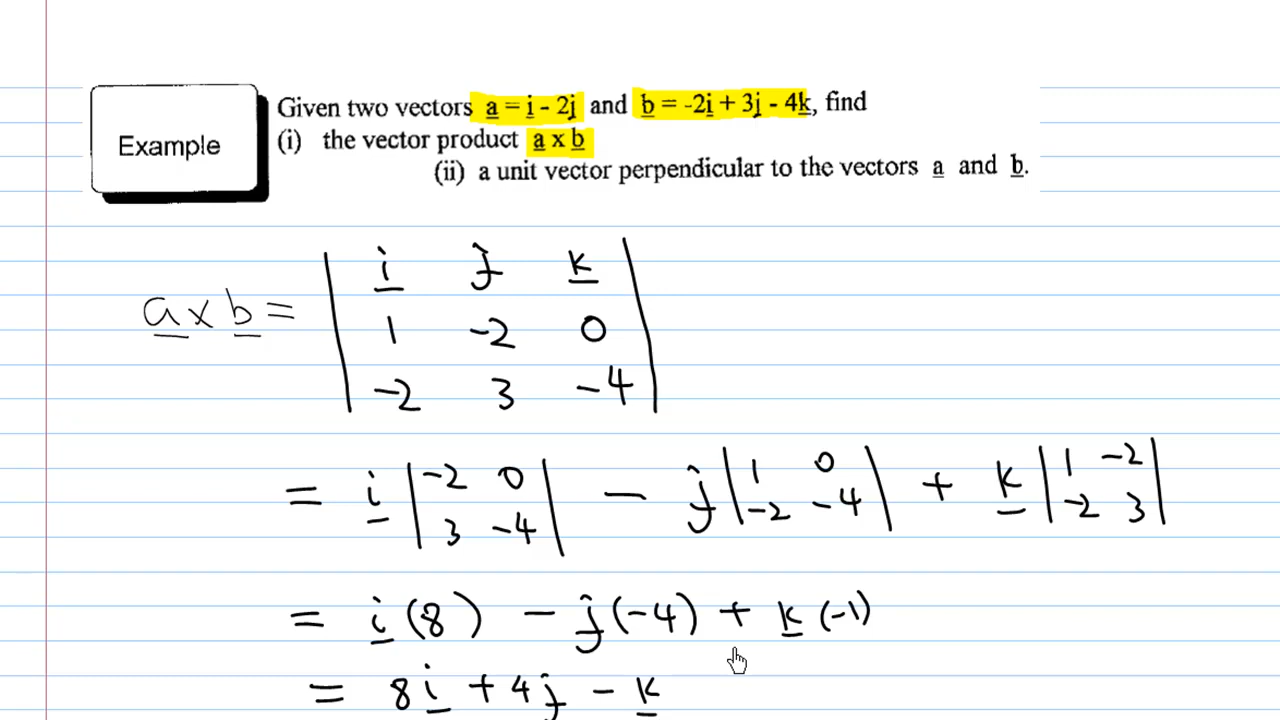 Example
Given two vectors a = i - 2j and b = -2i + 3j - 4k, find
(i) the vector product a x b
(ii) a unit vector perpendicular to the vectors a and b.
i j k
a x b =
1 -2 0
-2 3 -4
= i |-2 0| - j |1 0| + k |1 -2|
|3 -4| |-2 -4| |-2 3|
= i (8) - j (-4) + k (-1)
= 8i + 4j - k